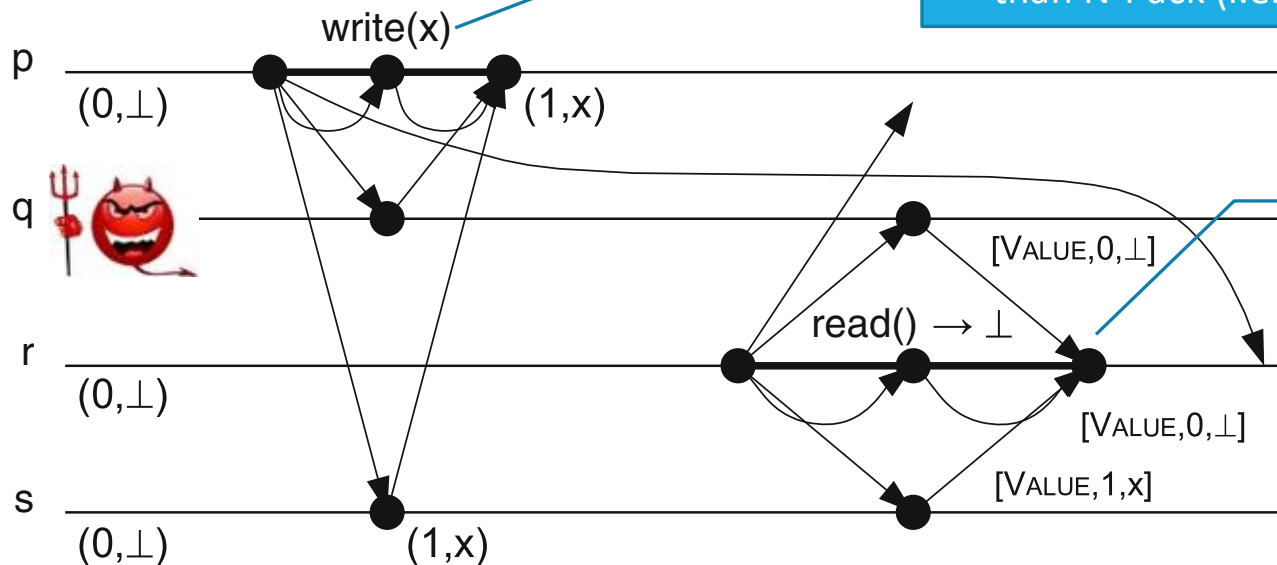 write(x)
p
(0,⊥)
(1,x)
q
[VALUE,0,⊥]
read() → ⊥
r
(0,⊥)
[VALUE,0,⊥]
[VALUE,1,x]
s
(0,⊥)
(1,x)